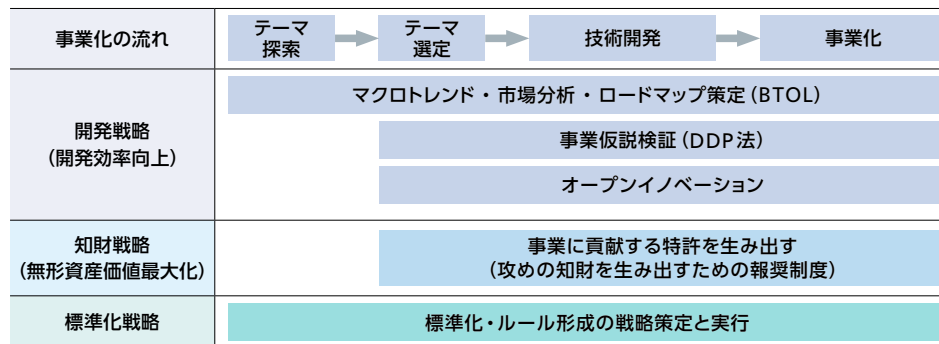 事業化の流れ
テーマ
探索
テーマ
選定
技術開発
事業化
開発戦略
（開発効率向上）
マクロトレンド・市場分析・ロードマップ策定（BTOL）
事業仮説検証（DDP法）
オープンイノベーション
知財戦略
（無形資産価値最大化）
事業に貢献する特許を生み出す
（攻めの知財を生み出すための報奨制度）
標準化戦略
標準化・ルール形成の戦略策定と実行